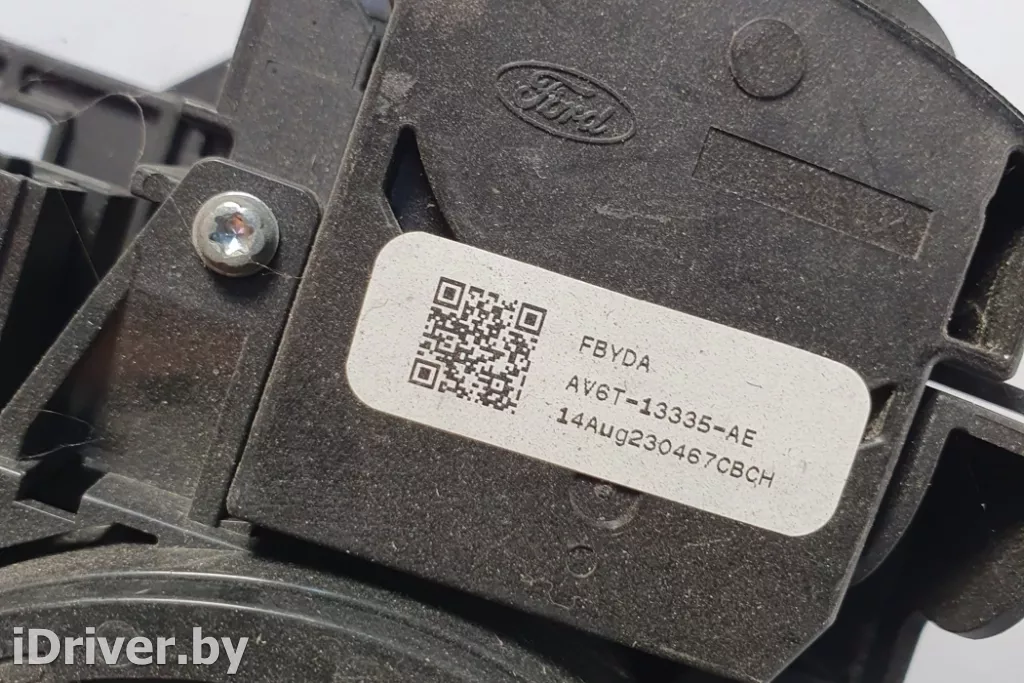 Ford
FBYDA
AV6T-13335-AE
14Aug230467CBCH
iDriver.by